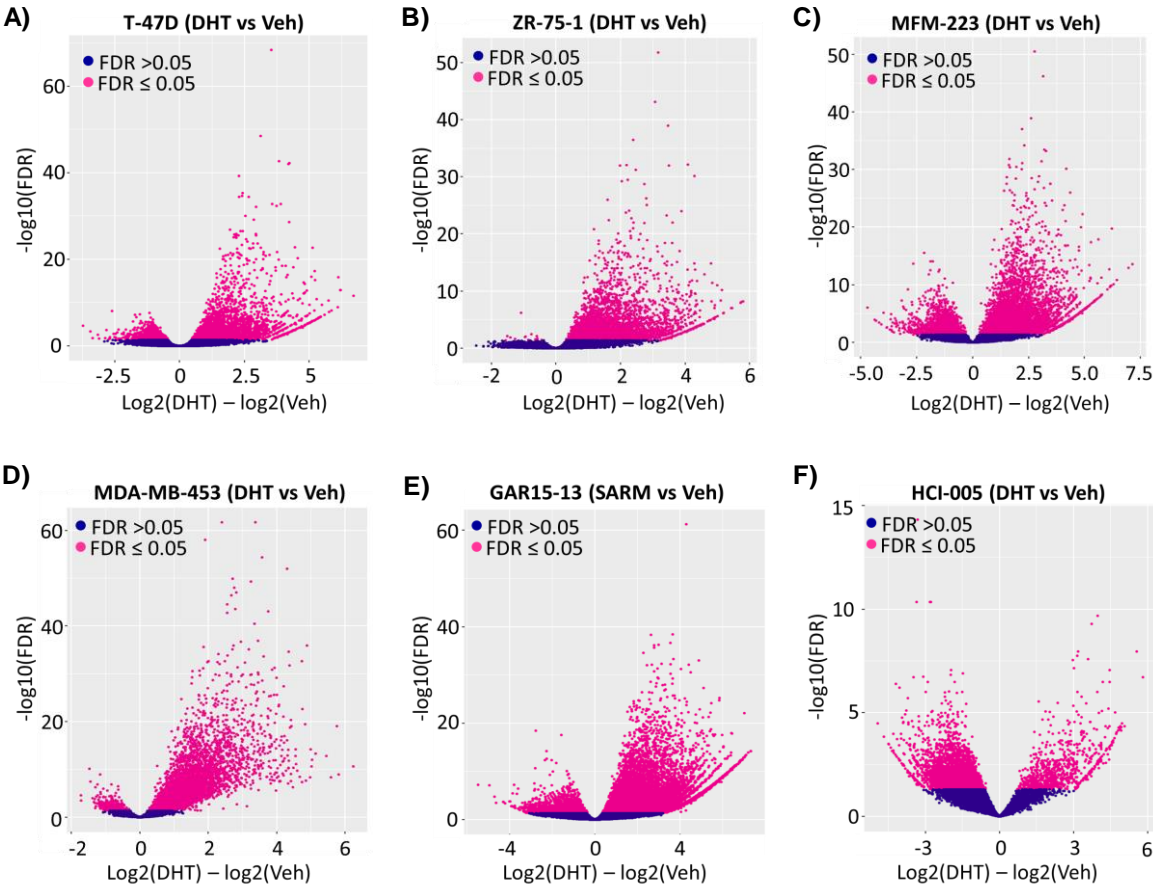 A)
T-47D (DHT vs Veh)
FDR >0.05
FDR ≤ 0.05
60
40
20
0
-2.5
0
2.5
5
-log10(FDR)
Log2(DHT) – log2(Veh)
B)
ZR-75-1 (DHT vs Veh)
FDR >0.05
FDR ≤ 0.05
50
40
30
20
10
0
-2
0
2
4
6
-log10(FDR)
Log2(DHT) – log2(Veh)
C)
MFM-223 (DHT vs Veh)
FDR >0.05
FDR ≤ 0.05
50
40
30
20
10
0
-5.0
-2.5
0
2.5
5.0
7.5
-log10(FDR)
Log2(DHT) – log2(Veh)
D)
MDA-MB-453 (DHT vs Veh)
FDR >0.05
FDR ≤ 0.05
60
40
20
0
-2
0
2
4
6
-log10(FDR)
Log2(DHT) – log2(Veh)
E)
GAR15-13 (SARM vs Veh)
FDR >0.05
FDR ≤ 0.05
60
40
20
0
-4
0
4
-log10(FDR)
Log2(DHT) – log2(Veh)
F)
HCI-005 (DHT vs Veh)
FDR >0.05
FDR ≤ 0.05
15
10
5
0
-3
0
3
6
-log10(FDR)
Log2(DHT) – log2(Veh)